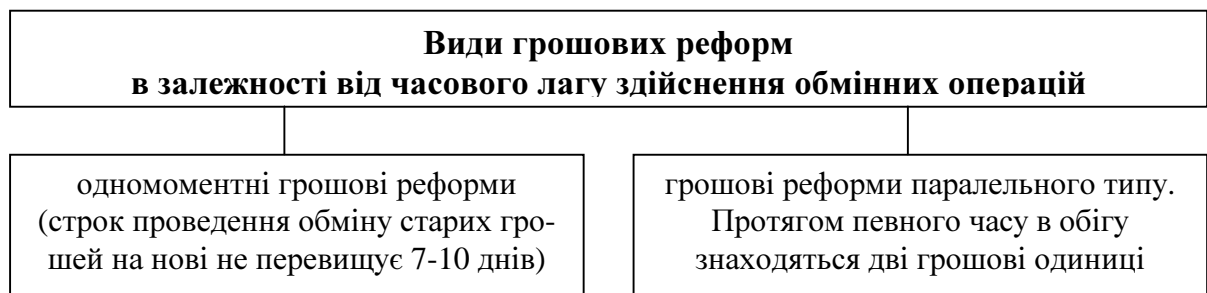 Види грошових реформ
в залежності від часового лагу здійснення обмінних операцій
одномоментні грошові реформи
(строк проведення обміну старих гро-
шей на нові не перевищує 7-10 днів)
грошові реформи паралельного типу.
Протягом певного часу в обігу
знаходяться дві грошові одиниці